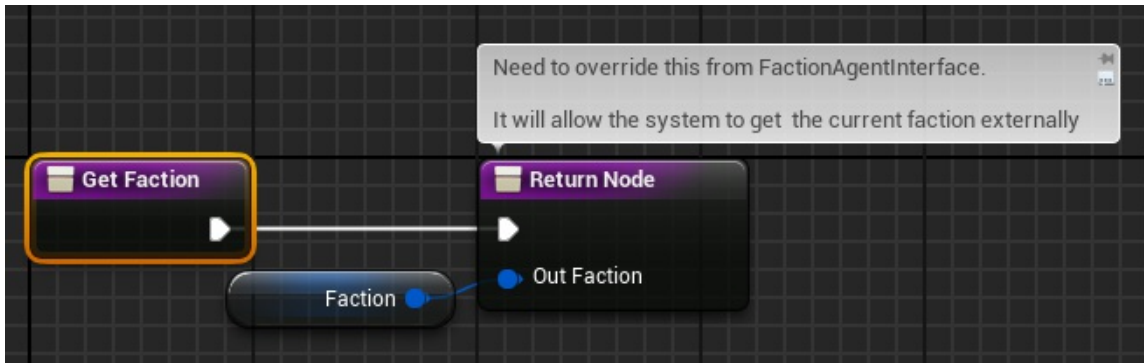 Need to override this from FactionAgentInterface.
It will allow the system to get the current faction externally
Get Faction
Return Node
Out Faction
Faction